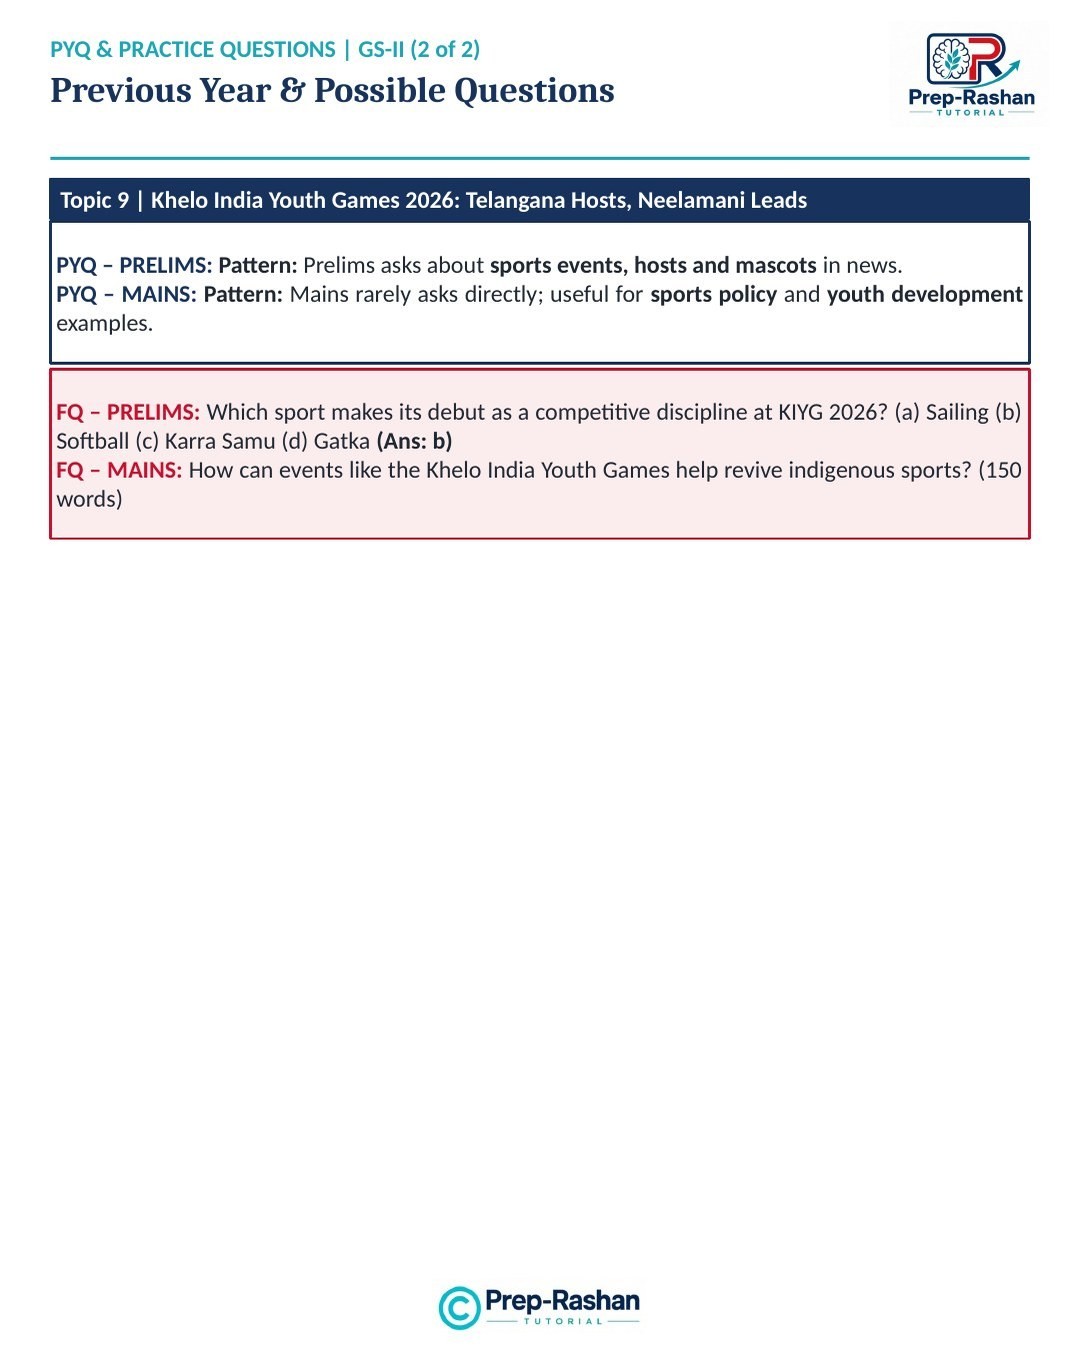 PYQ & PRACTICE QUESTIONS | GS-II (2 of 2)
Previous Year & Possible Questions
Prep-Rashan
TUTORIAL
Topic 9 | Khelo India Youth Games 2026: Telangana Hosts, Neelamani Leads
PYQ – PRELIMS: Pattern: Prelims asks about sports events, hosts and mascots in news.
PYQ – MAINS: Pattern: Mains rarely asks directly; useful for sports policy and youth development
examples.
FQ – PRELIMS: Which sport makes its debut as a competitive discipline at KIYG 2026? (a) Sailing (b)
Softball (c) Karra Samu (d) Gatka (Ans: b)
FQ – MAINS: How can events like the Khelo India Youth Games help revive indigenous sports? (150
words)
© Prep-Rashan
TUTORIAL